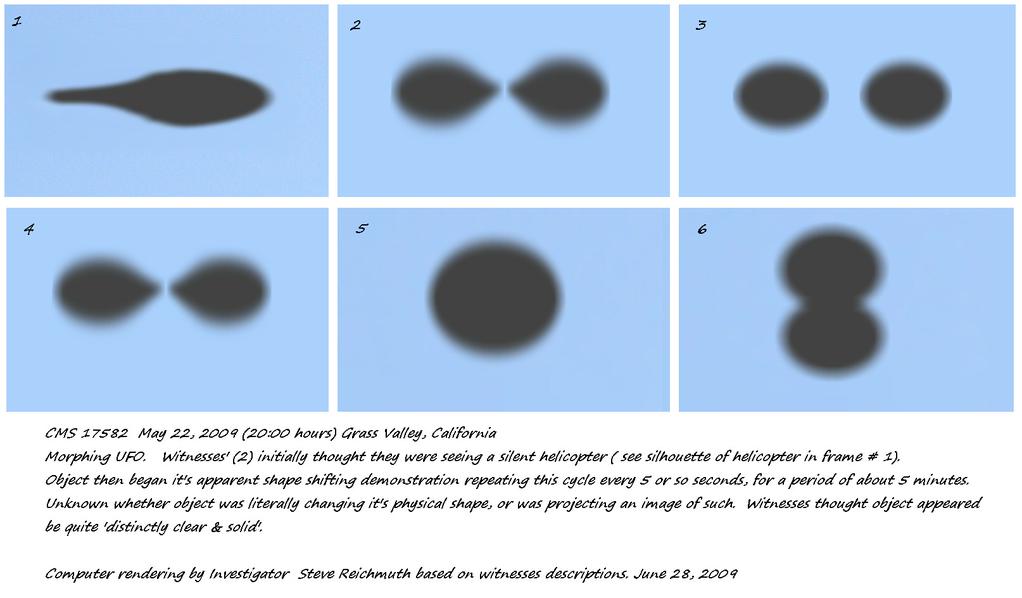 1
2
3
4
5
6
CMS 17582 May 22, 2009 (20:00 hours) Grass Valley, California
Morphing UFO. Witnesses' (2) initially thought they were seeing a silent helicopter ( see silhouette of helicopter in frame # 1).
Object then began it's apparent shape shifting demonstration repeating this cycle every 5 or so seconds, for a period of about 5 minutes.
Unknown whether object was literally changing it's physical shape, or was projecting an image of such. Witnesses thought object appeared
be quite 'distinctly clear & solid'.
Computer rendering by Investigator Steve Reichmuth based on witnesses descriptions. June 28, 2009